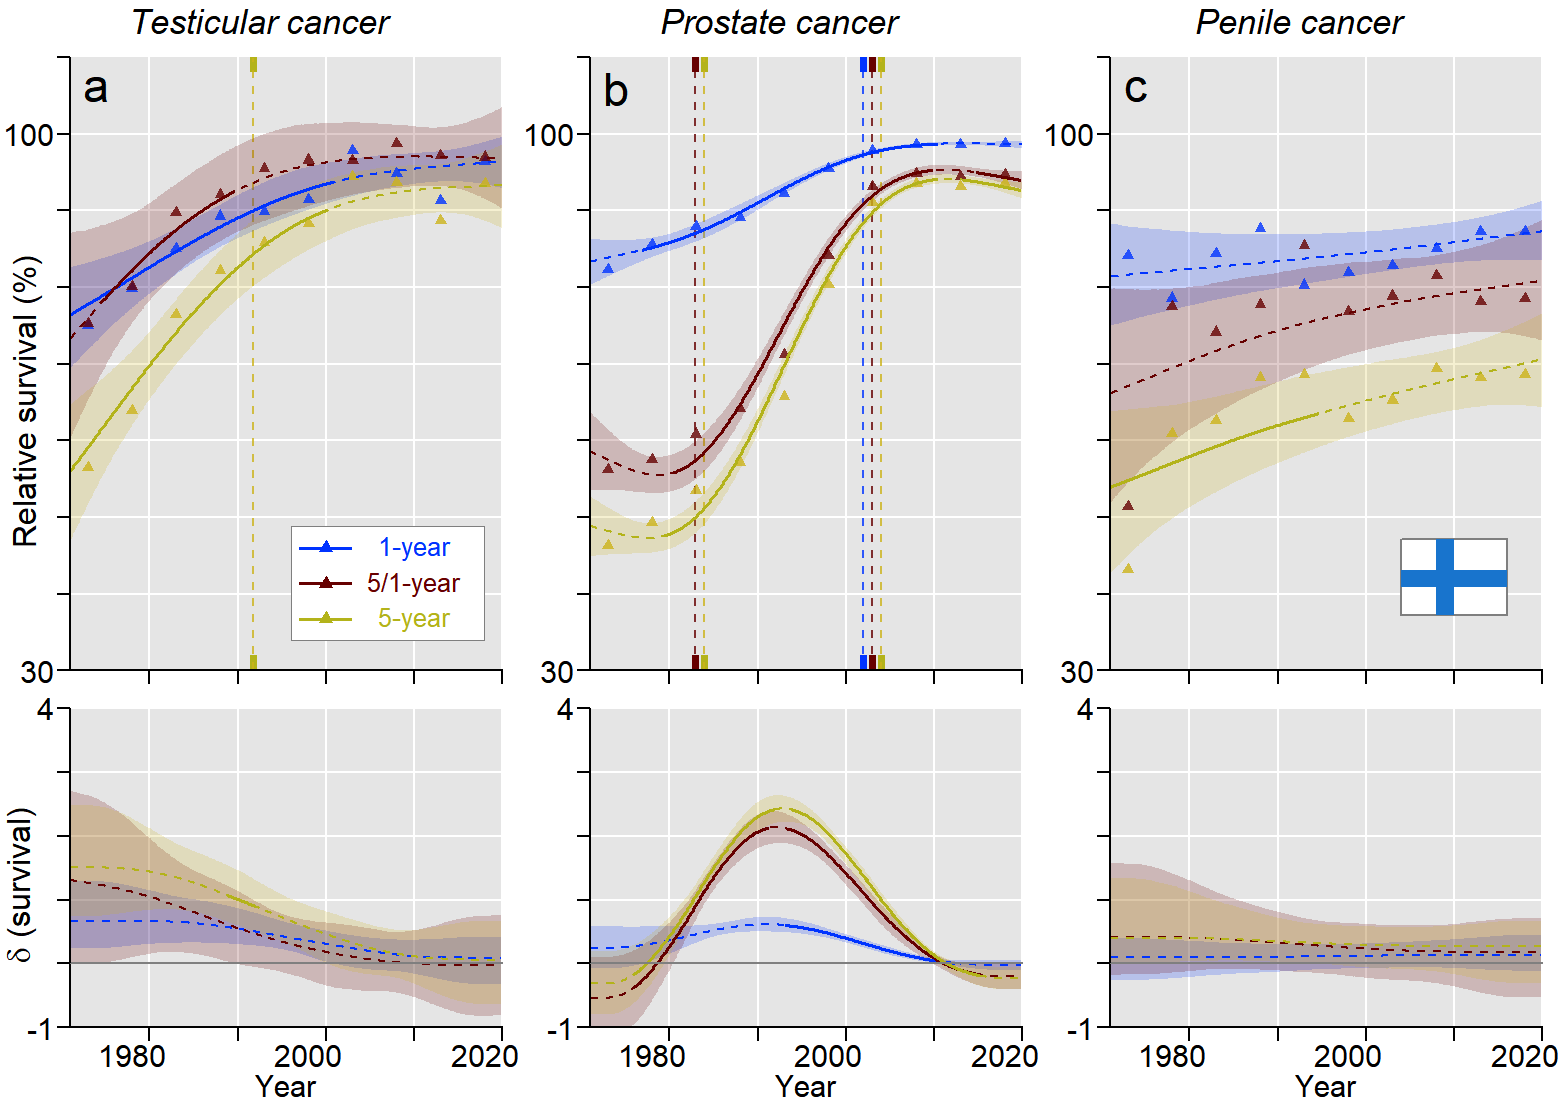 Testicular cancer Prostate cancer Penile cancer
a b c
100 100 100
Relative survival (%)
1-year
5/1-year
5-year
30 30 30
4 4 4
δ (survival)
-1 -1 -1
1980 2000 2020 1980 2000 2020 1980 2000 2020
Year Year Year